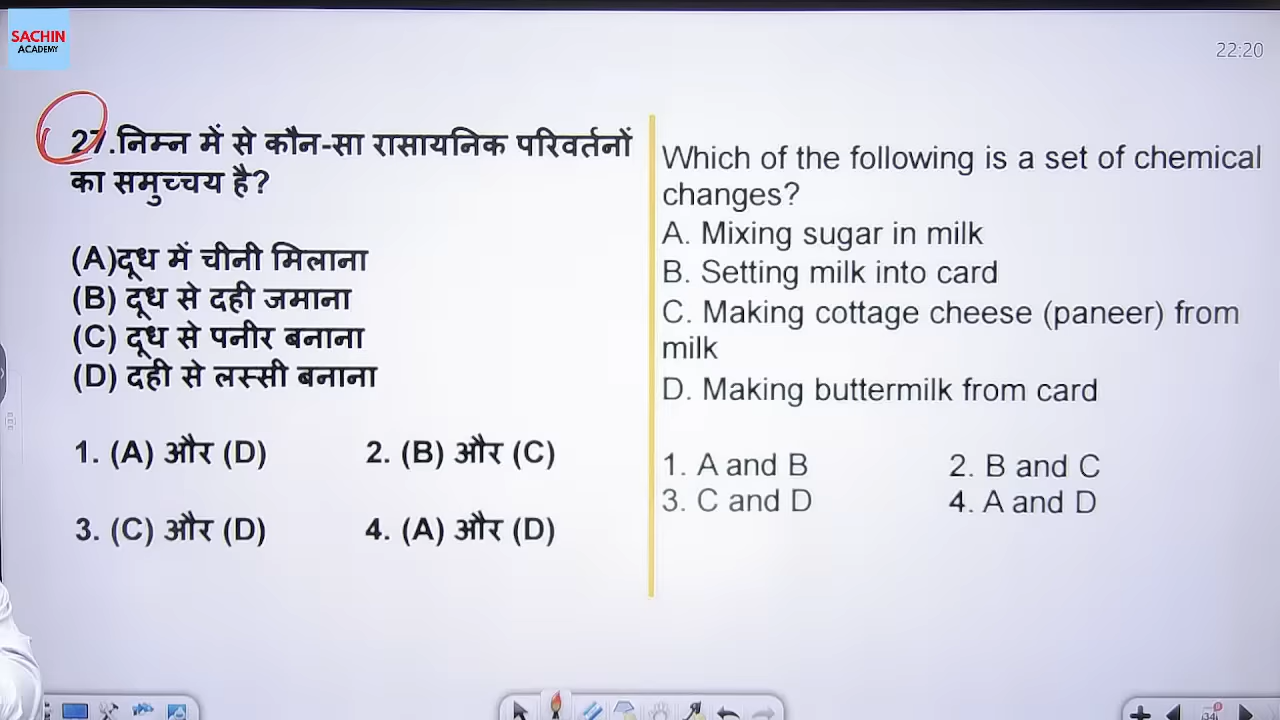 SACHIN
ACADEMY
22:20
27.निम्न में से कौन-सा रासायनिक परिवर्तनों
का समुच्चय है?
(A)दूध में चीनी मिलाना
(B) दूध से दही जमाना
(C) दूध से पनीर बनाना
(D) दही से लस्सी बनाना
1. (A) और (D) 2. (B) और (C)
3. (C) और (D) 4. (A) और (D)
Which of the following is a set of chemical
changes?
A. Mixing sugar in milk
B. Setting milk into card
C. Making cottage cheese (paneer) from
milk
D. Making buttermilk from card
1. A and B 2. B and C
3. C and D 4. A and D